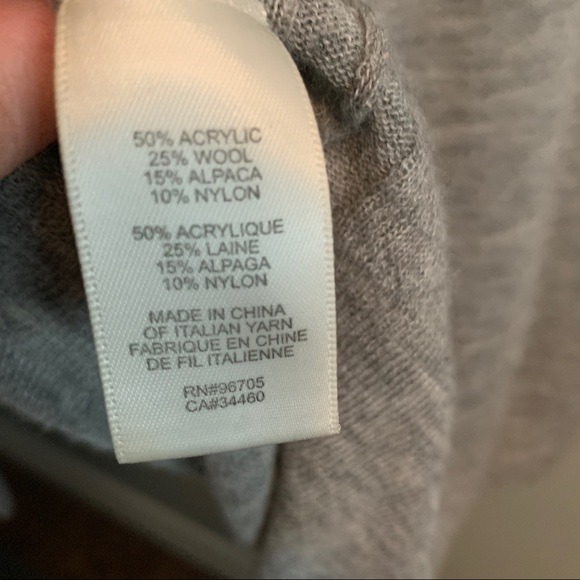 50% ACRYLIC
25% WOOL
15% ALPACA
10% NYLON
50% ACRYLIQUE
25% LAINE
15% ALPAGA
10% NYLON
MADE IN CHINA
OF ITALIAN YARN
FABRIQUE EN CHINE
DE FIL ITALIENNE
RN#96705
CA#34460